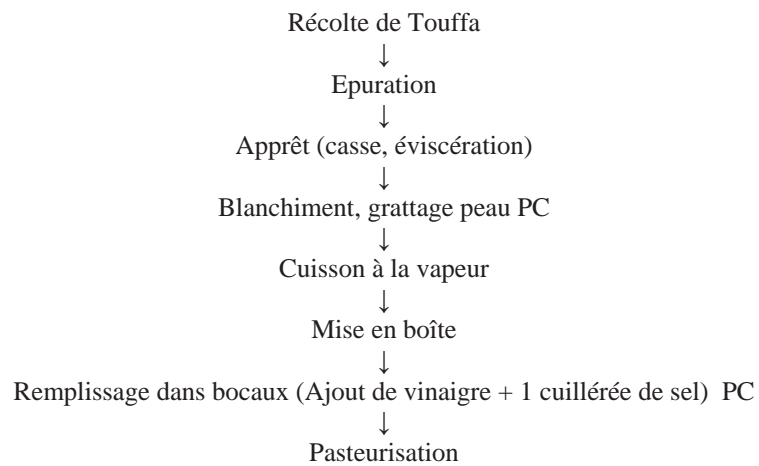 Récolte de Touffa
↓
Epuration
↓
Apprêt (casse, éviscération)
↓
Blanchiment, grattage peau PC
↓
Cuisson à la vapeur
↓
Mise en boîte
↓
Remplissage dans bocaux (Ajout de vinaigre + 1 cuillérée de sel) PC
↓
Pasteurisation